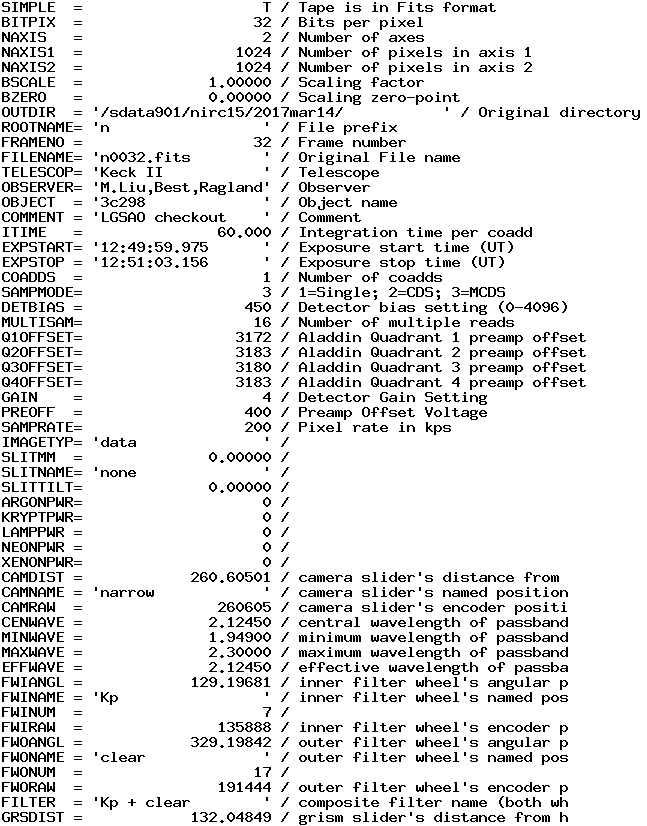 SIMPLE  =                    T / Tape is in Fits format
BITPIX  =                   32 / Bits per pixel
NAXIS   =                    2 / Number of axes
NAXIS1  =                 1024 / Number of pixels in axis 1
NAXIS2  =                 1024 / Number of pixels in axis 2
BSCALE  =              1.00000 / Scaling factor
BZERO   =              0.00000 / Scaling zero-point
OUTDIR  = '/sdata901/nirc15/2017mar14/            ' / Original directory
ROOTNAME= 'n                 ' / File prefix
FRAMENO =                   32 / Frame number
FILENAME= 'n0032.fits        ' / Original File name
TELESCOP= 'Keck II           ' / Telescope
OBSERVER= 'M.Liu,Best,Ragland' / Observer
OBJECT  = '3c298             ' / Object name
COMMENT = 'LGSAO checkout    ' / Comment
ITIME   =               60.000 / Integration time per coadd
EXPSTART= '12:49:59.975      ' / Exposure start time (UT)
EXPSTOP = '12:51:03.156      ' / Exposure stop time (UT)
COADDS  =                    1 / Number of coadds
SAMPMODE=                    3 / 1=Single; 2=CDS; 3=MCDS
DETBIAS =                  450 / Detector bias setting (0-4096)
MULTISAM=                   16 / Number of multiple reads
Q1OFFSET=                 3172 / Aladdin Quadrant 1 preamp offset
Q2OFFSET=                 3183 / Aladdin Quadrant 2 preamp offset
Q3OFFSET=                 3180 / Aladdin Quadrant 3 preamp offset
Q4OFFSET=                 3183 / Aladdin Quadrant 4 preamp offset
GAIN    =                    4 / Detector Gain Setting
PREOFF  =                  400 / Preamp Offset Voltage
SAMPRATE=                  200 / Pixel rate in kps
IMAGETYP= 'data              ' /
SLITMM  =              0.00000 /
SLITNAME= 'none              ' /
SLITTILT=              0.00000 /
ARGONPWR=                    0 /
KRYPTPWR=                    0 /
LAMPPWR =                    0 /
NEONPWR =                    0 /
XENONPWR=                    0 /
CAMDIST =            260.60501 / camera slider's distance from
CAMNAME = 'narrow            ' / camera slider's named position
CAMRAW  =               260605 / camera slider's encoder positi
CENWAVE =              2.12450 / central wavelength of passband
MINWAVE =              1.94900 / minimum wavelength of passband
MAXWAVE =              2.30000 / maximum wavelength of passband
EFFWAVE =              2.12450 / effective wavelength of passba
FWIANGL =            129.19681 / inner filter wheel's angular p
FWINAME = 'Kp                ' / inner filter wheel's named pos
FWINUM  =                    7 /
FWIRAW  =               135888 / inner filter wheel's encoder p
FWOANGL =            329.19842 / outer filter wheel's angular p
FWONAME = 'clear             ' / outer filter wheel's named pos
FWONUM  =                   17 /
FWORAW  =               191444 / outer filter wheel's encoder p
FILTER  = 'Kp + clear        ' / composite filter name (both wh
GRSDIST =            132.04849 / grism slider's distance from h